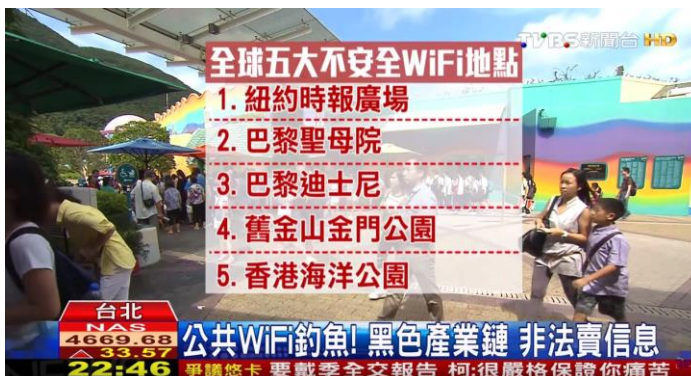 TVBS新聞台 HD
全球五大不安全WiFi地點
1. 紐約時報廣場
2. 巴黎聖母院
3. 巴黎迪士尼
4. 舊金山金門公園
5. 香港海洋公園
台北
NAS
4669.68
33.57
公共WiFi釣魚! 黑色產業鏈 非法賣信息
22:46 爭議悠卡 要戴季全交報告 柯:很嚴格保證你痛苦